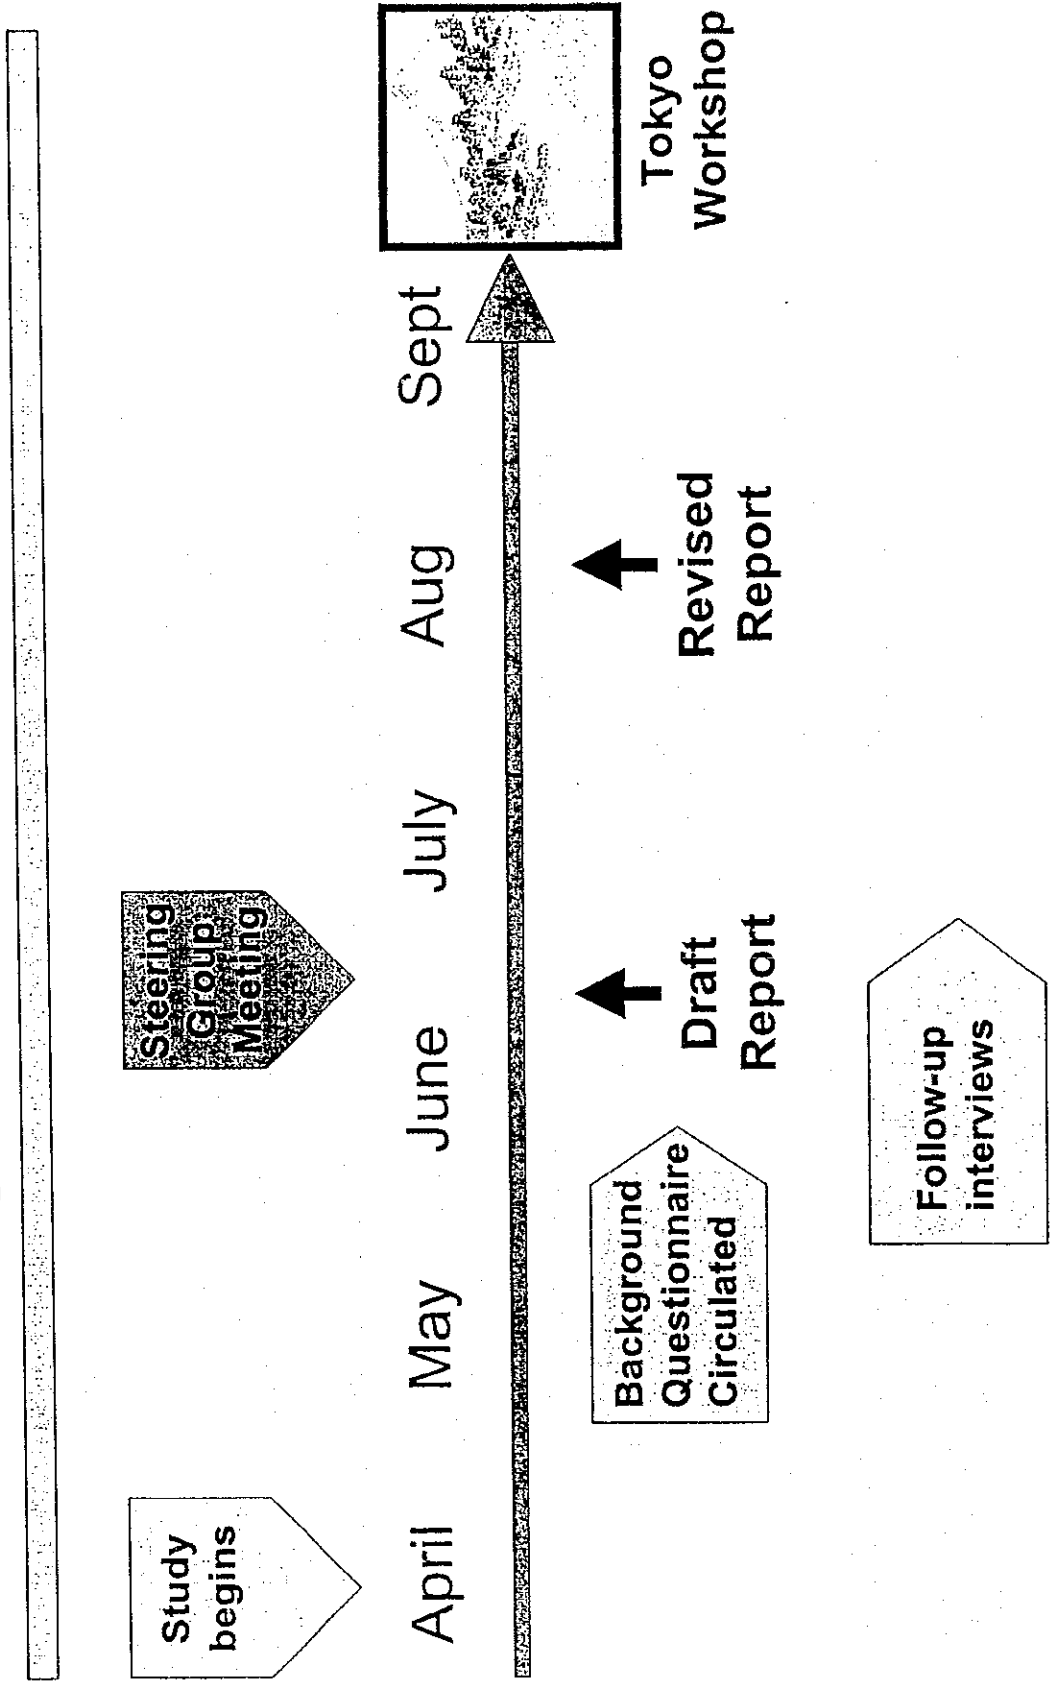 Study
begins
Steering
Group
Meeting
April
May
June
July
Aug
Sept
Background
Questionnaire
Circulated
Draft
Report
Revised
Report
Tokyo
Workshop
Follow-up
interviews